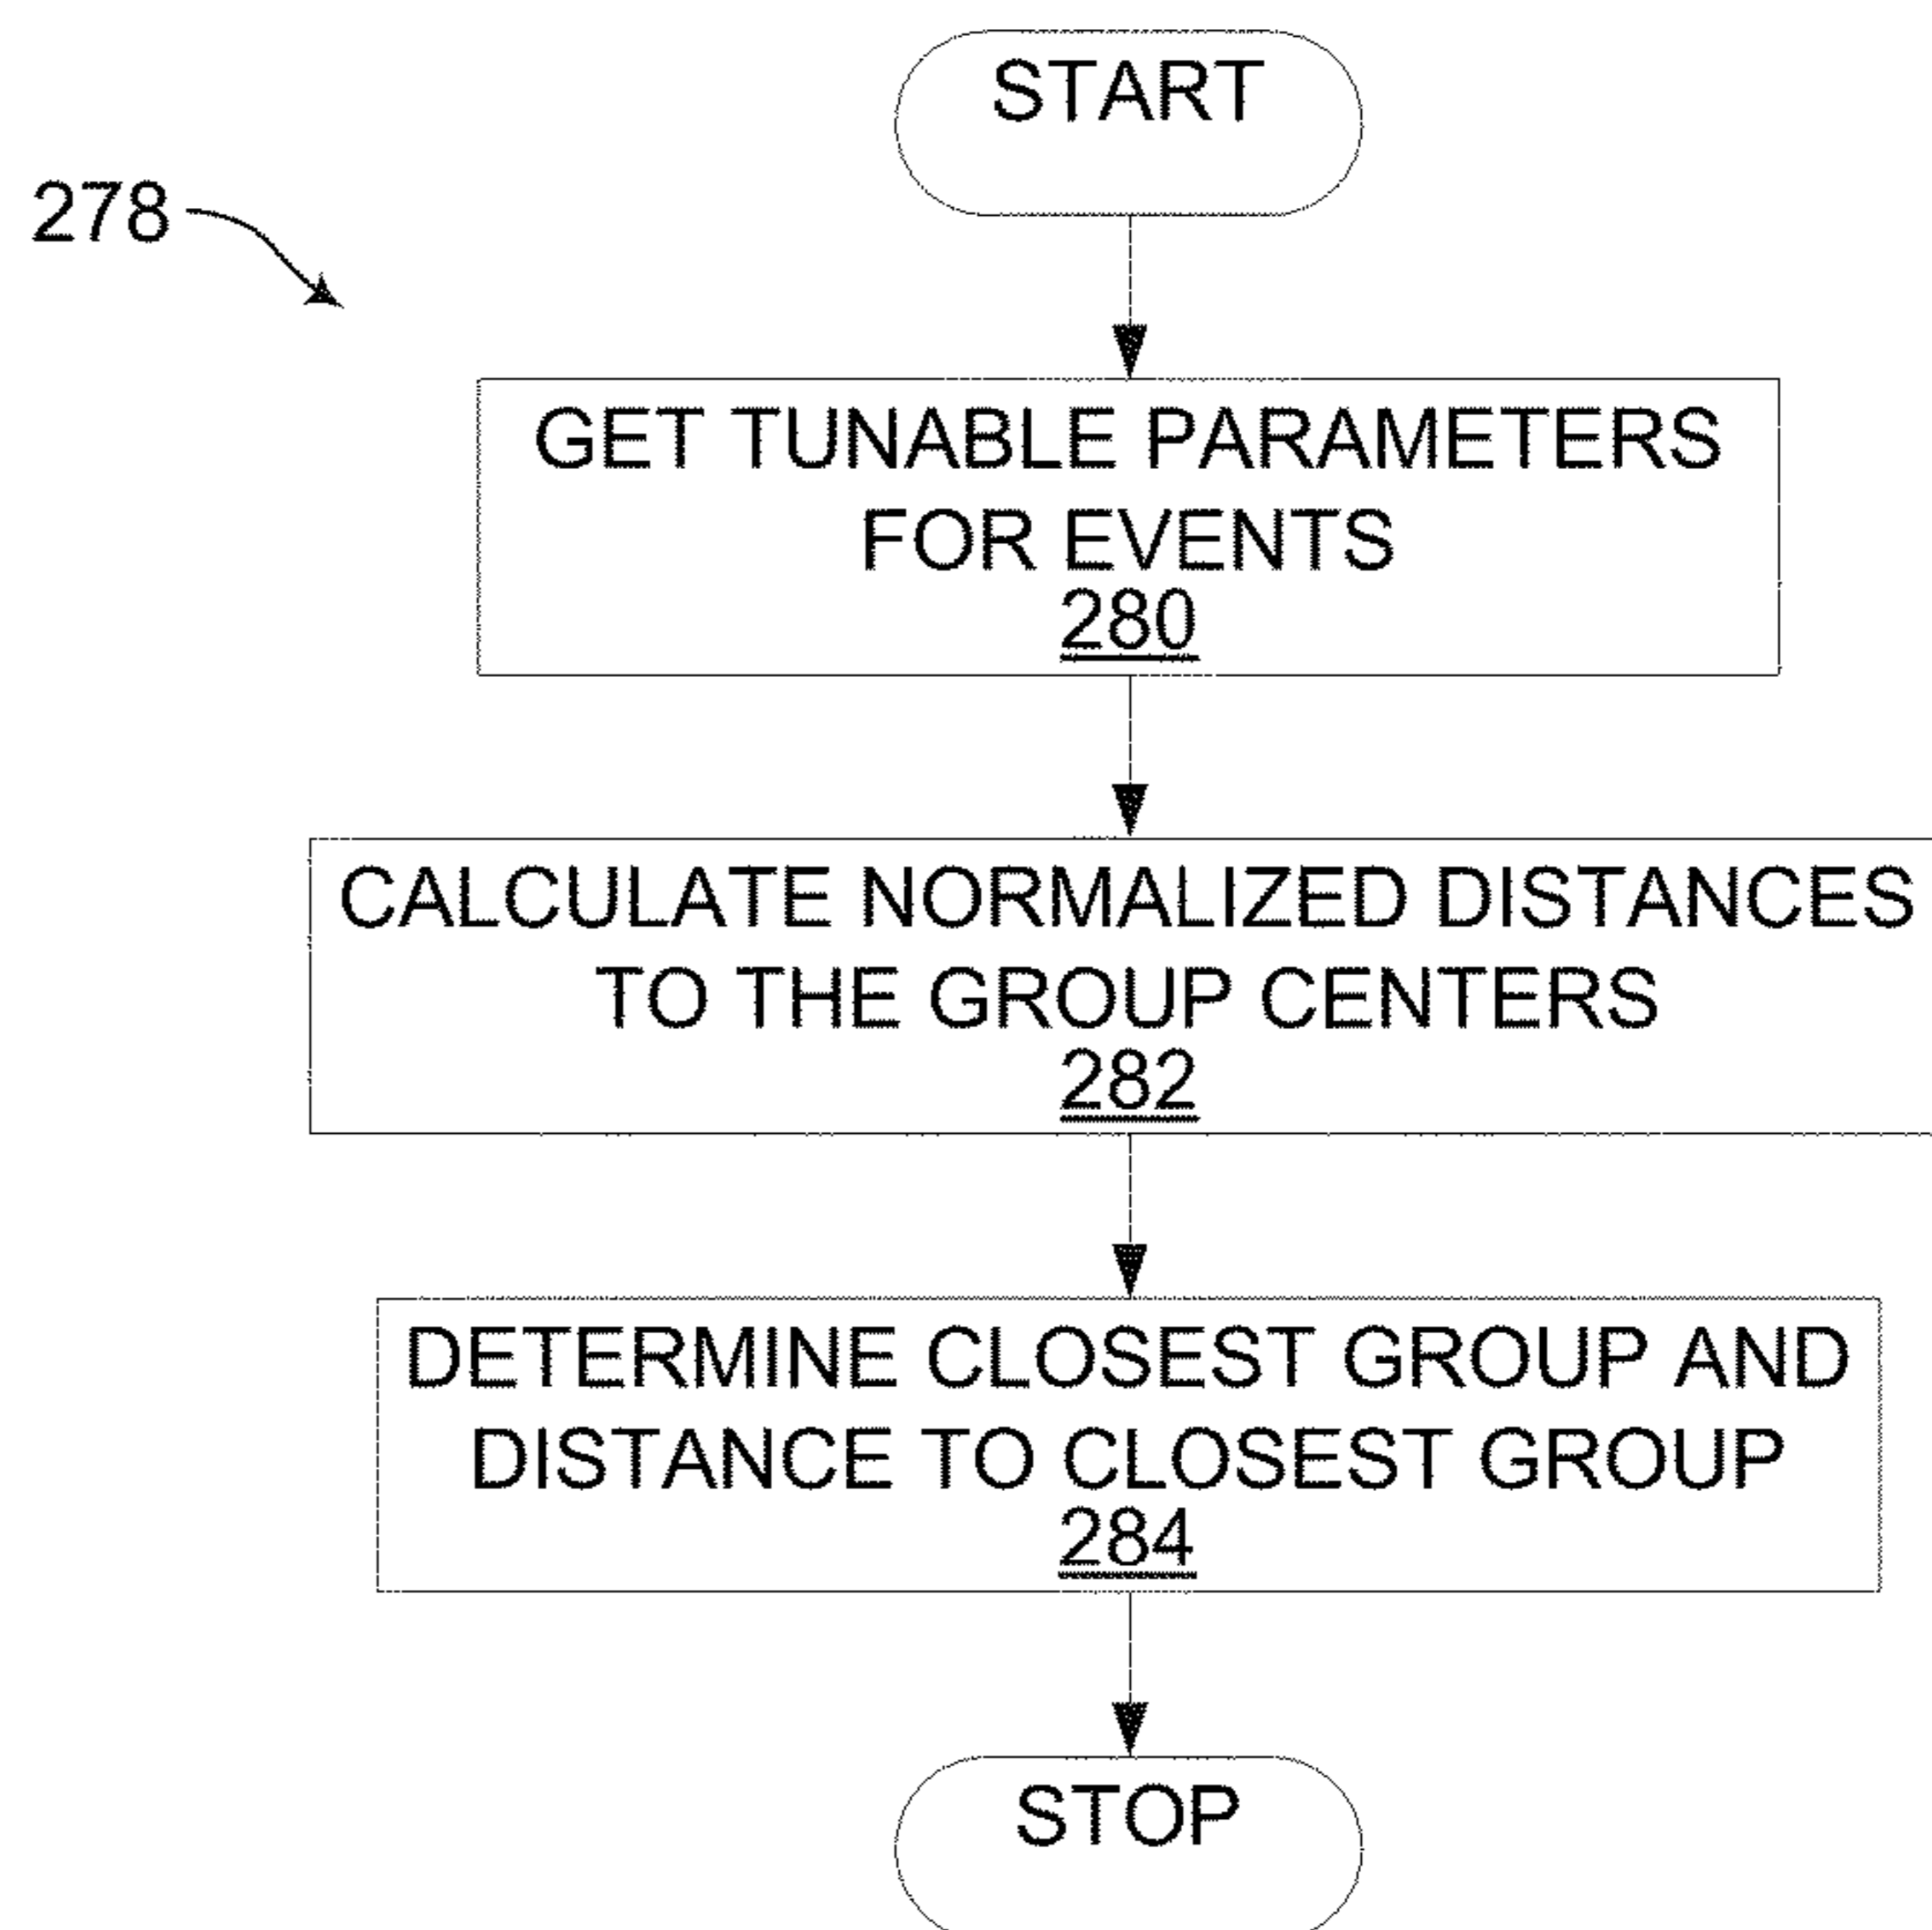 START
278
GET TUNABLE PARAMETERS
FOR EVENTS
280
CALCULATE NORMALIZED DISTANCES
TO THE GROUP CENTERS
282
DETERMINE CLOSEST GROUP AND
DISTANCE TO CLOSEST GROUP
284
STOP